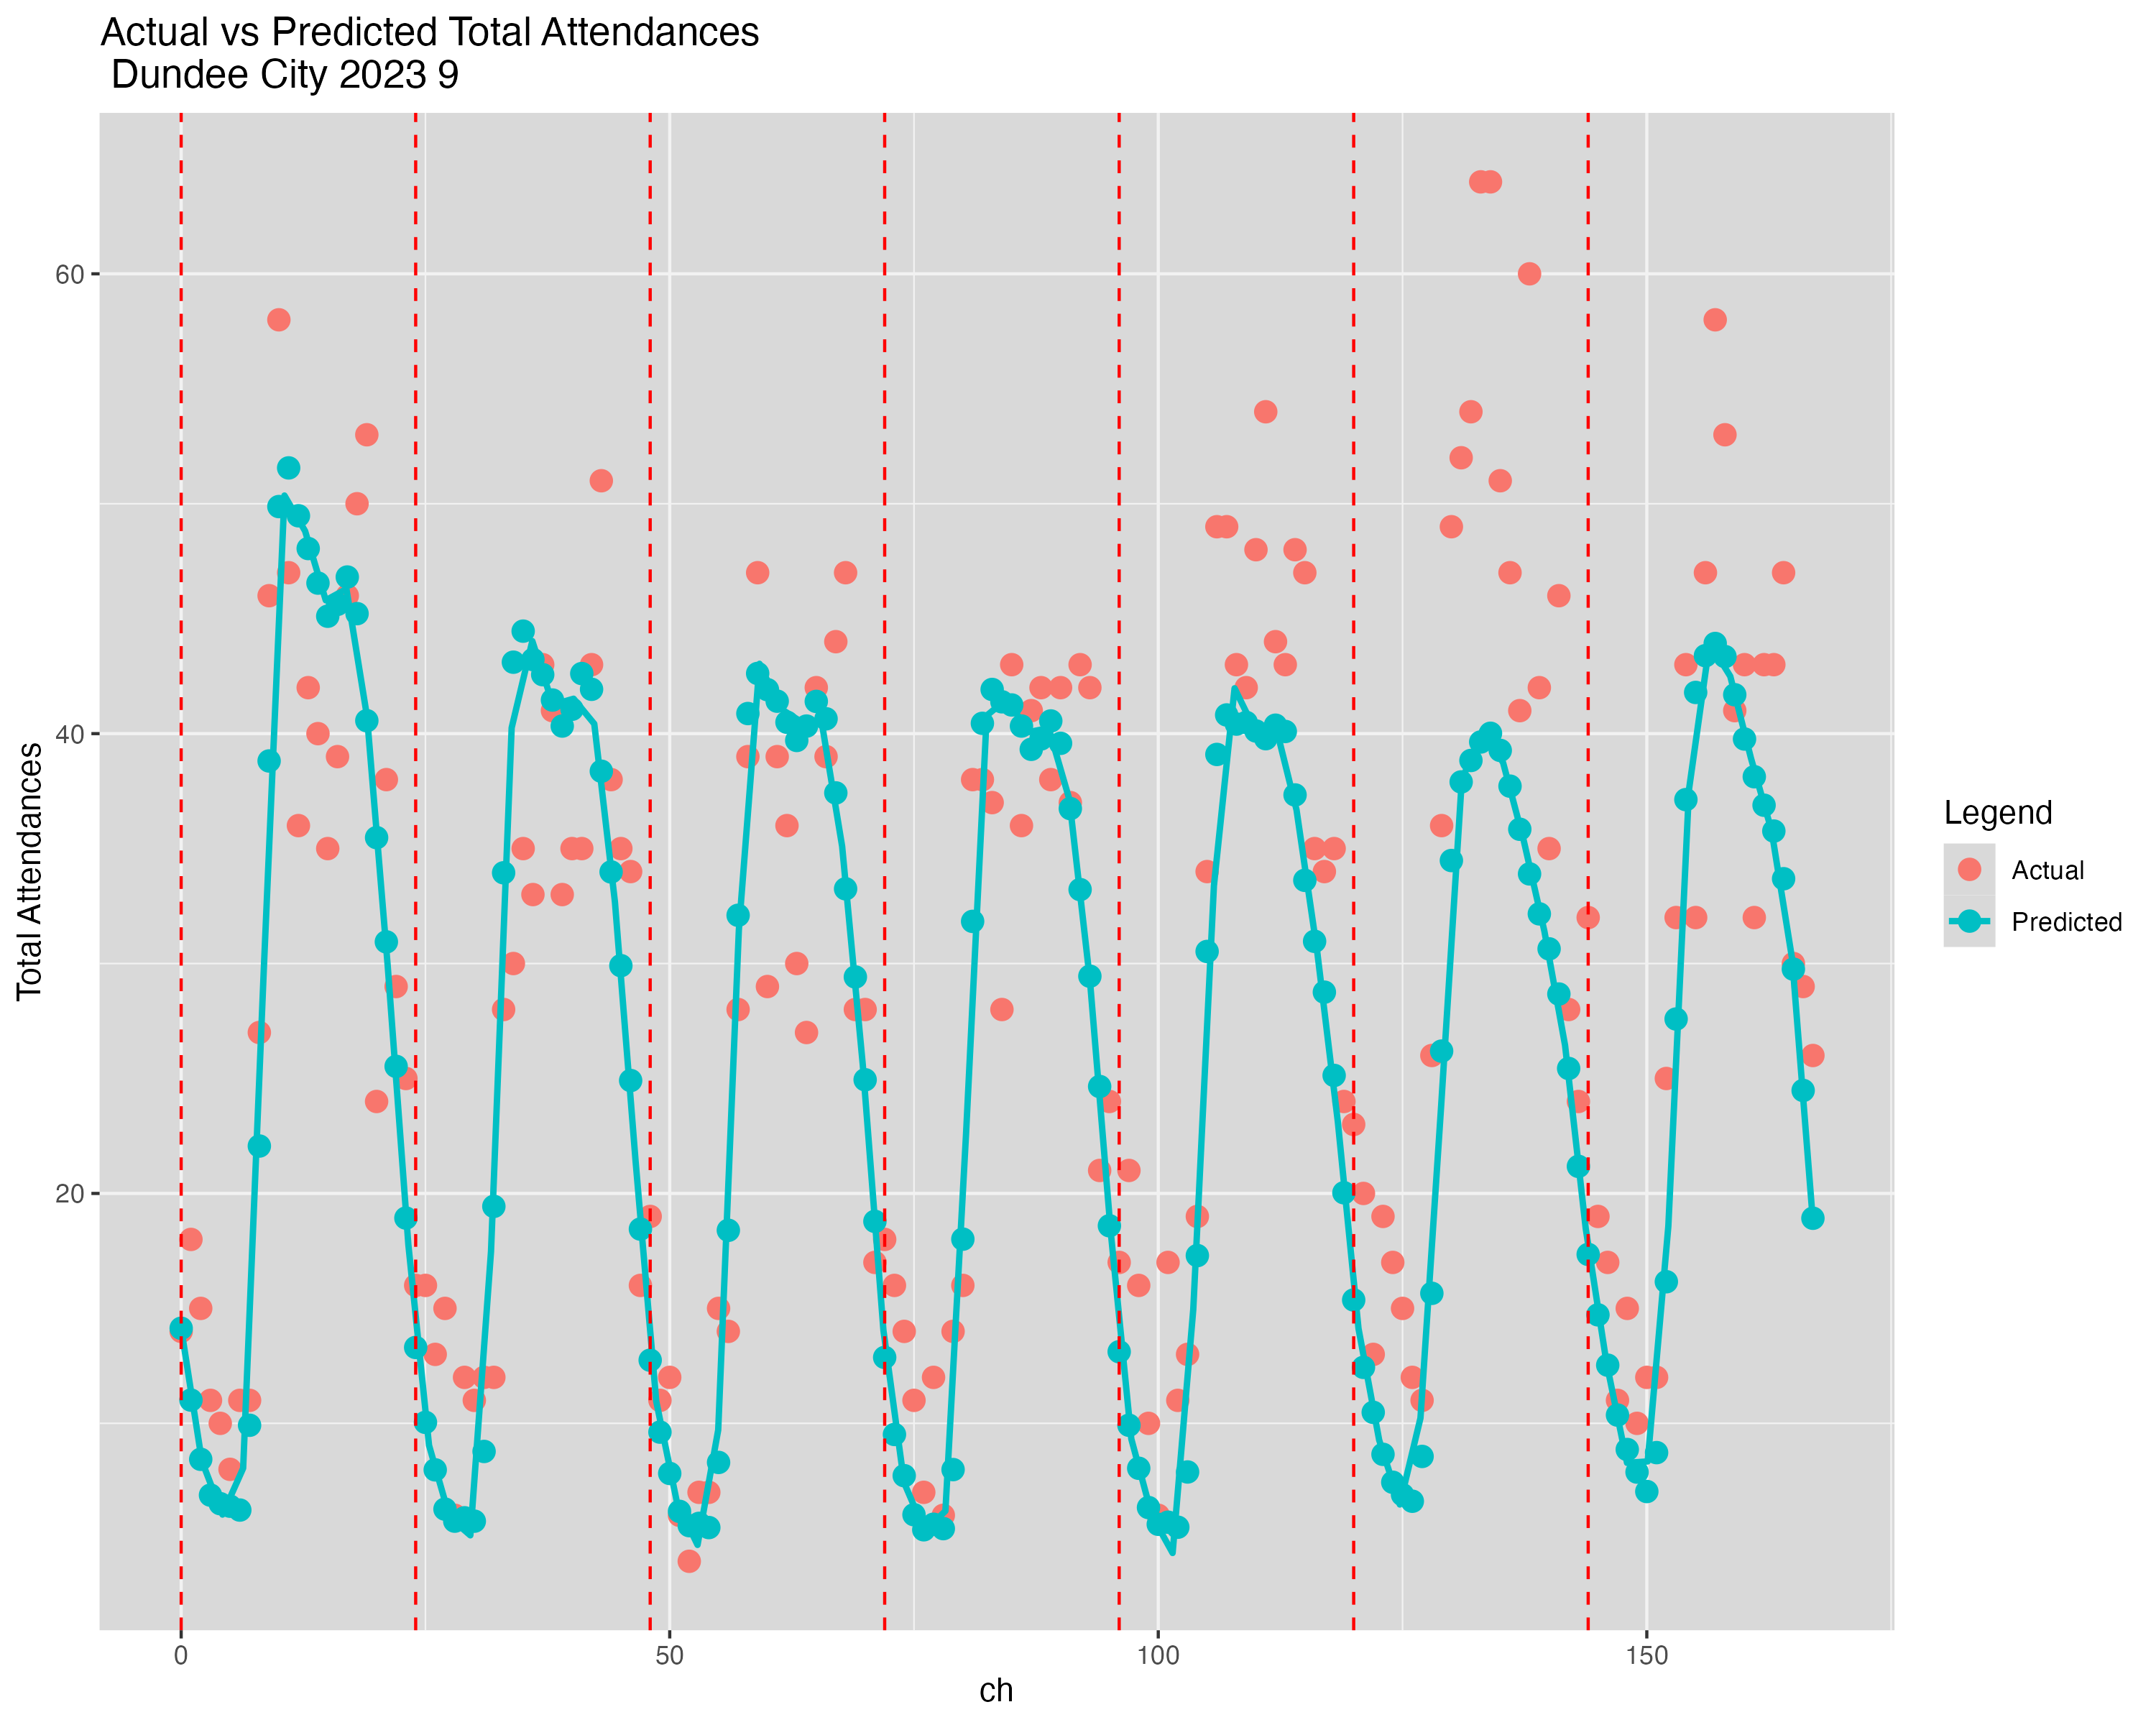 Actual vs Predicted Total Attendances
Dundee City 2023 9
60
40
20
Total Attendances
0
50
100
150
ch
Legend
Actual
Predicted